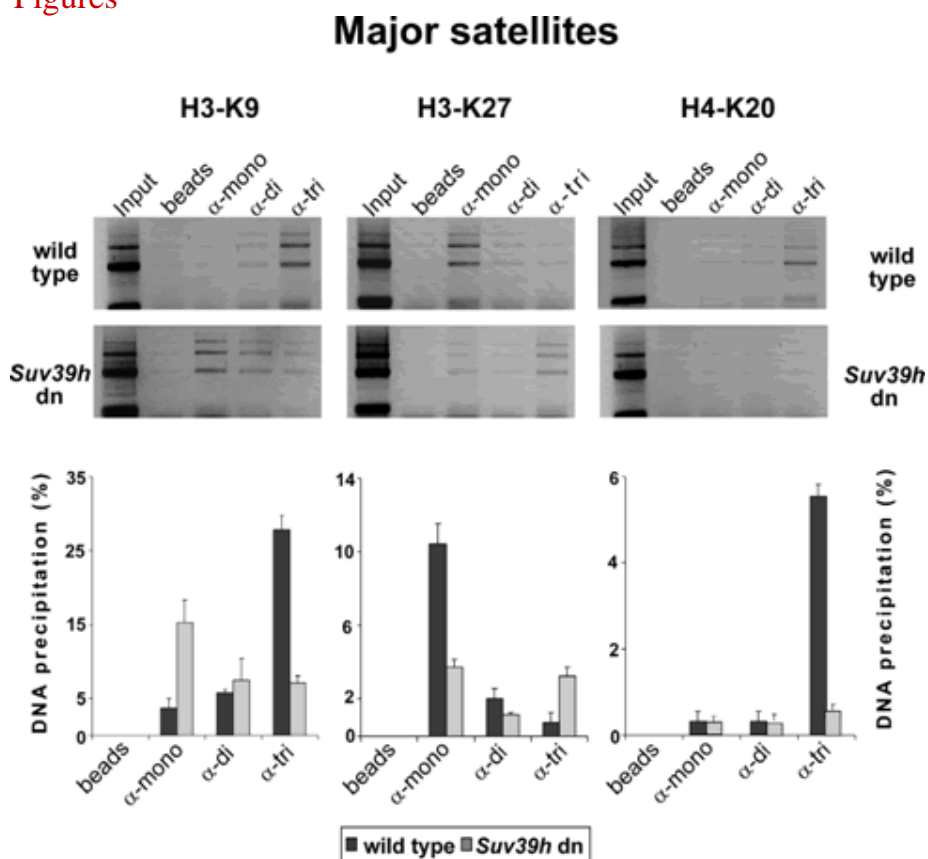 Figures
Major satellites
H3-K9 H3-K27 H4-K20
Input beads α-mono α-di α-tri Input beads α-mono α-di α-tri Input beads α-mono α-di α-tri
wild type wild type
Suv39h dn Suv39h dn
DNA precipitation (%)
35
25
15
5
0
beads α-mono α-di α-tri
14
10
6
2
0
beads α-mono α-di α-tri
6
4
2
0
beads α-mono α-di α-tri
DNA precipitation (%)
wild type Suv39h dn